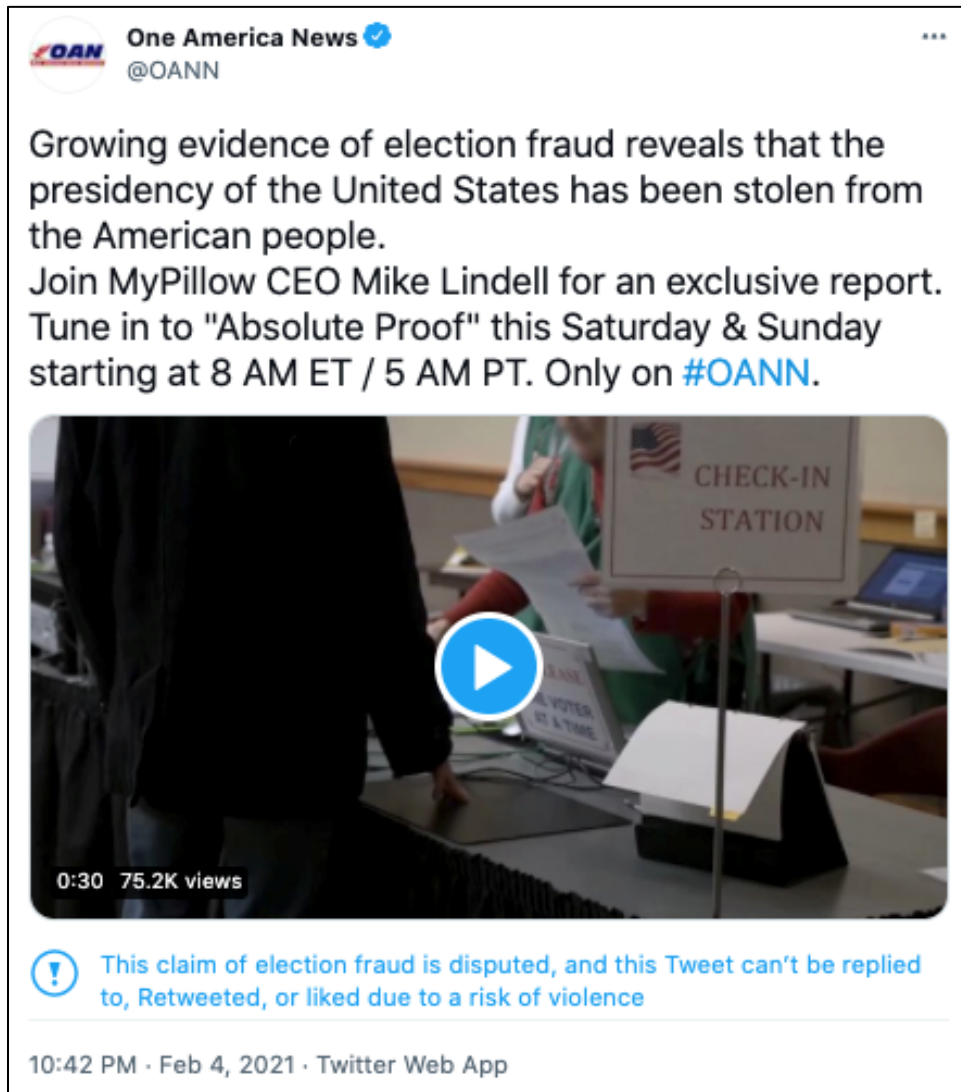 OAN
One America News
@OANN
Growing evidence of election fraud reveals that the
presidency of the United States has been stolen from
the American people.
Join MyPillow CEO Mike Lindell for an exclusive report.
Tune in to "Absolute Proof" this Saturday & Sunday
starting at 8 AM ET / 5 AM PT. Only on #OANN.
CHECK-IN
STATION
VOTER
AT A TIME
0:30 75.2K views
This claim of election fraud is disputed, and this Tweet can't be replied
to, Retweeted, or liked due to a risk of violence
10:42 PM · Feb 4, 2021 · Twitter Web App